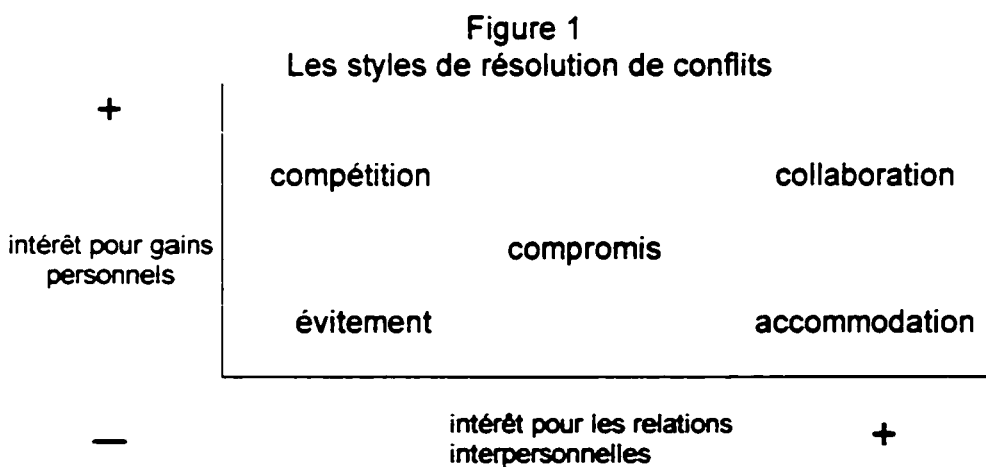 Figure 1
Les styles de résolution de conflits
+
compétition
collaboration
intérêt pour gains
personnels
compromis
évitement
accommodation
—
intérêt pour les relations
interpersonnelles
+